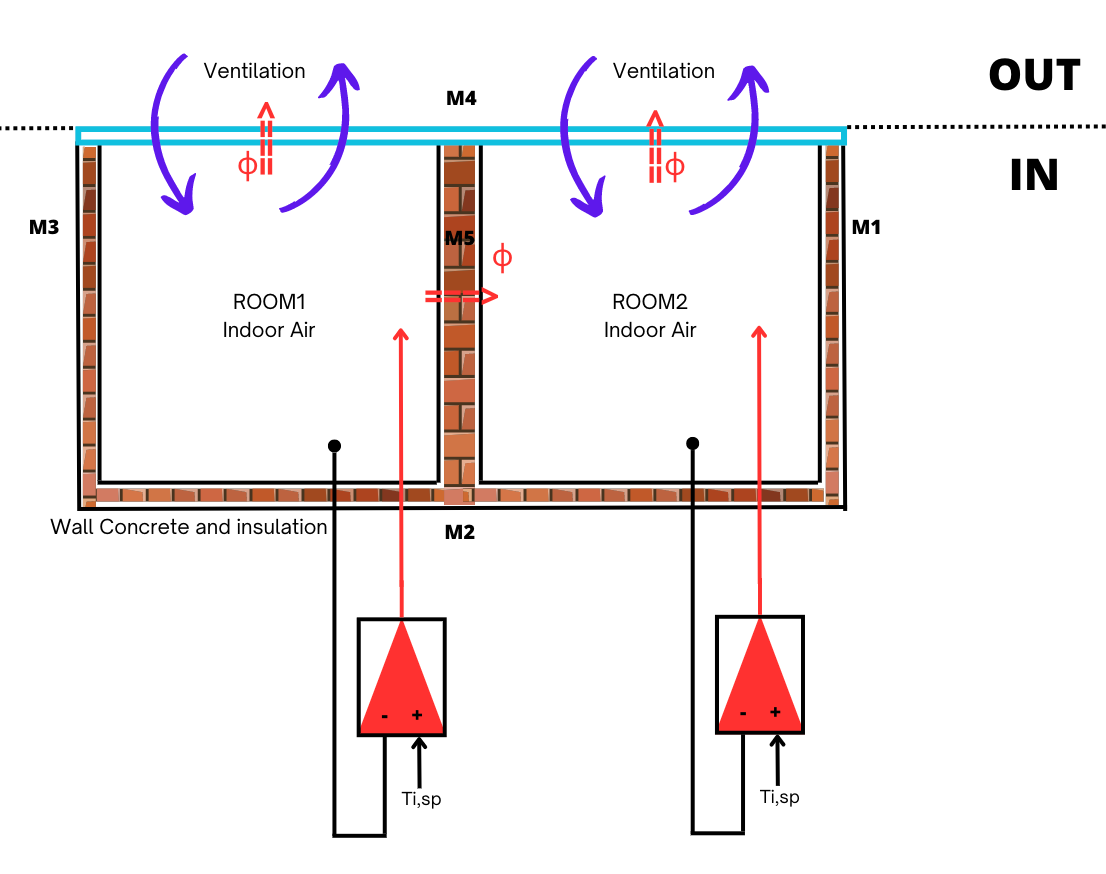 Ventilation
Ventilation
OUT
M4
ϕ
ϕ
IN
M3
M5
M1
ϕ
ROOM1
Indoor Air
ROOM2
Indoor Air
Wall Concrete and insulation
M2
- +
- +
Ti,sp
Ti,sp